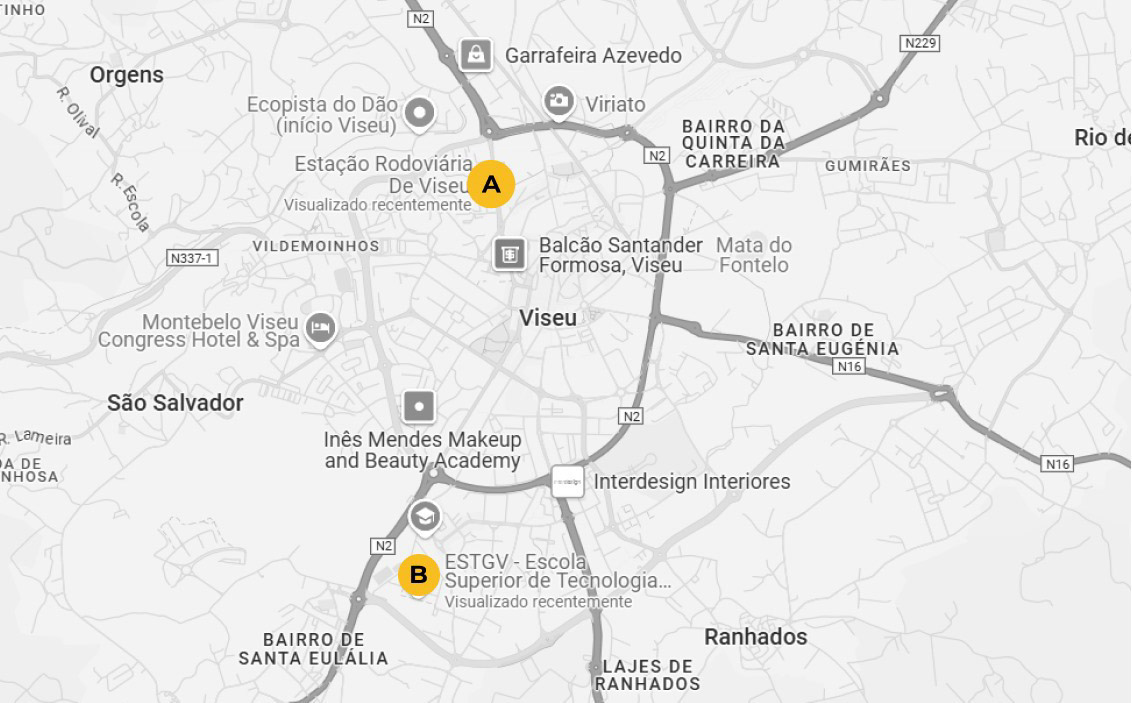 TINHO
N2
N229
Garrafeira Azevedo
Orgens
Ecopista do Dão
(início Viseu)
Viriato
R. Olival
BAIRRO DA
QUINTA DA
CARREIRA
Rio de
N2
GUMIRÃES
Estação Rodoviária
De Viseu
Visualizado recentemente
A
R. Escola
VILDEMOINHOS
N337-1
Balcão Santander
Formosa, Viseu
Mata do
Fontelo
Viseu
Montebelo Viseu
Congress Hotel & Spa
BAIRRO DE
SANTA EUGÉNIA
N16
São Salvador
N2
R. Lameira
Inês Mendes Makeup
and Beauty Academy
DA DE
NHOSA
N16
Interdesign Interiores
N2
B
ESTGV - Escola
Superior de Tecnologia...
Visualizado recentemente
BAIRRO DE
SANTA EULÁLIA
Ranhados
LAJES DE
RANHADOS